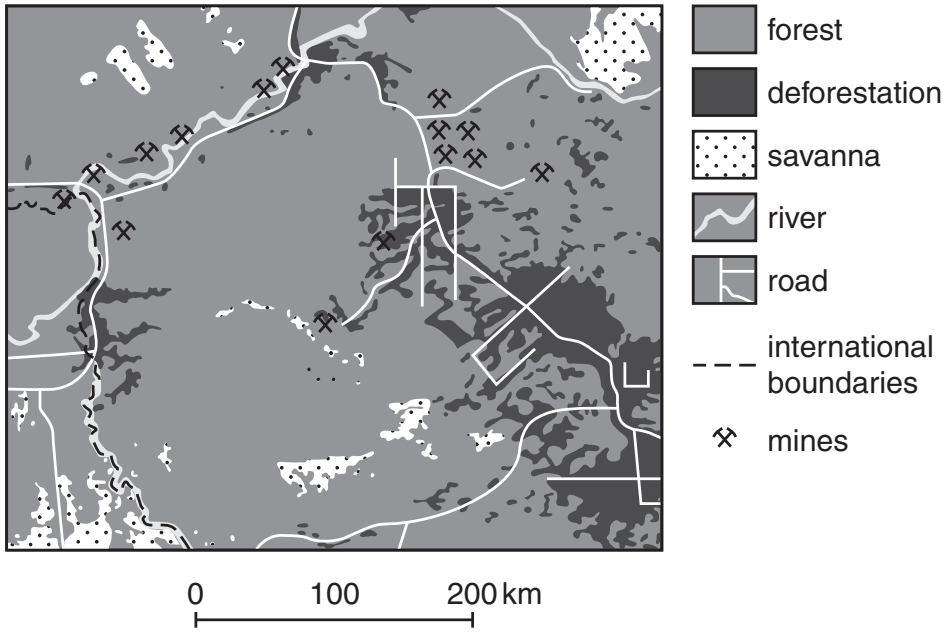 forest
deforestation
savanna
river
road
international
boundaries
mines
0 100 200 km